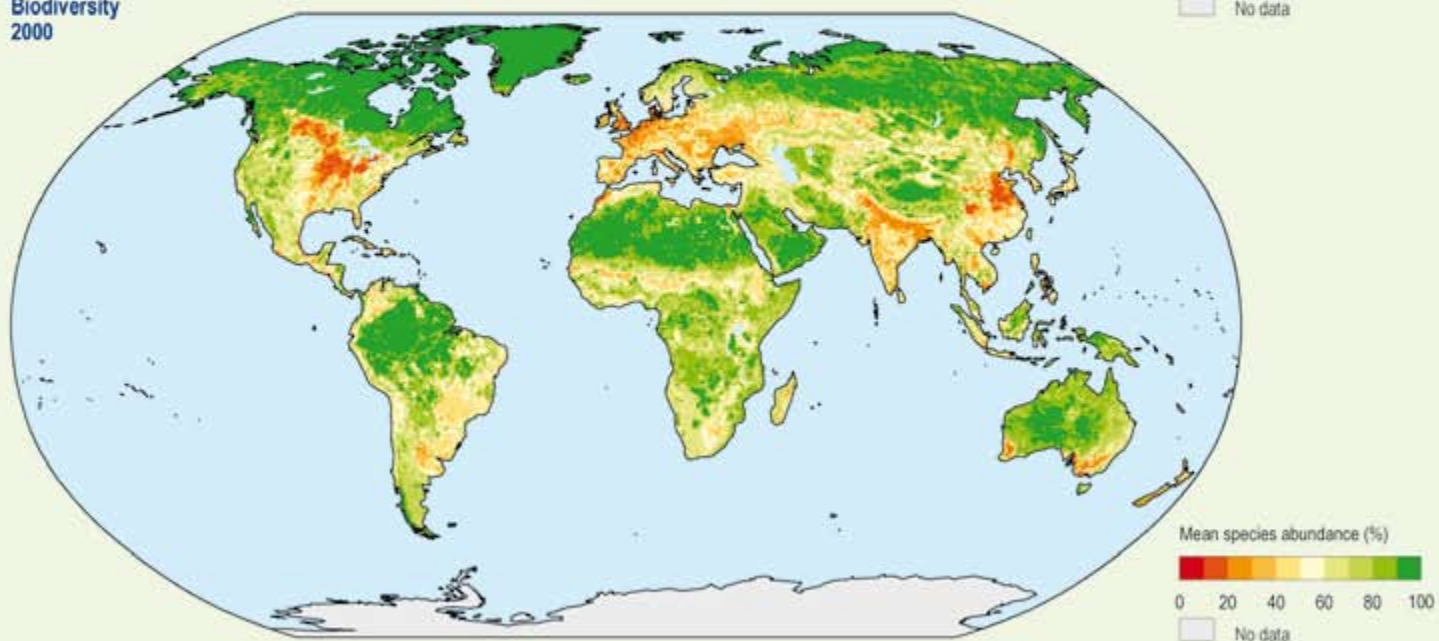 Biodiversity
2000
No data
Mean species abundance (%)
0 20 40 60 80 100
No data